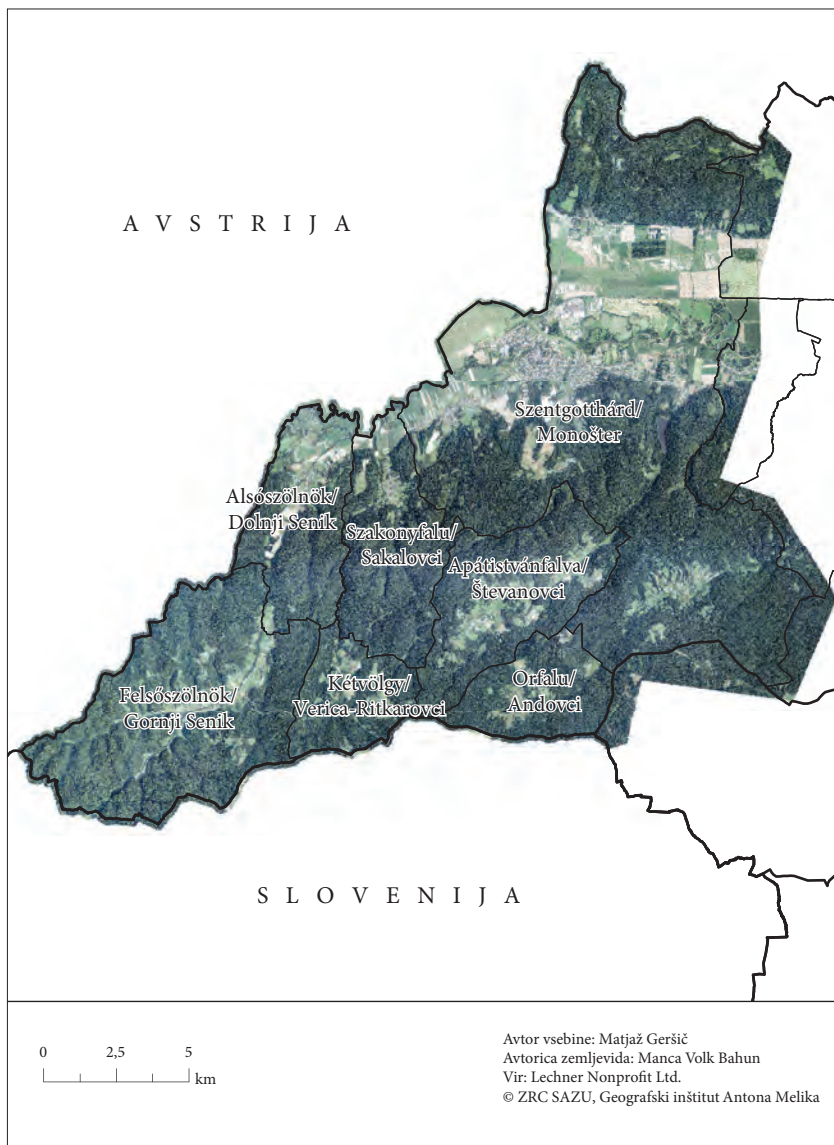 A V S T R I J A
Szentgotthárd/
Monošter
Alsószölnök/
Dolnji Senik
Szakonyfalu/
Sakalovci
Apátistvánfalva/
Števanovci
Felsőszölnök/
Gornji Senik
Kétvölgy/
Verica-Ritkarovci
Orfalu/
Andovci
S L O V E N I J A
0 2,5 5
km
Avtor vsebine: Matjaž Geršič
Avtorica zemljevida: Manca Volk Bahun
Vir: Lechner Nonprofit Ltd.
© ZRC SAZU, Geografski inštitut Antona Melika